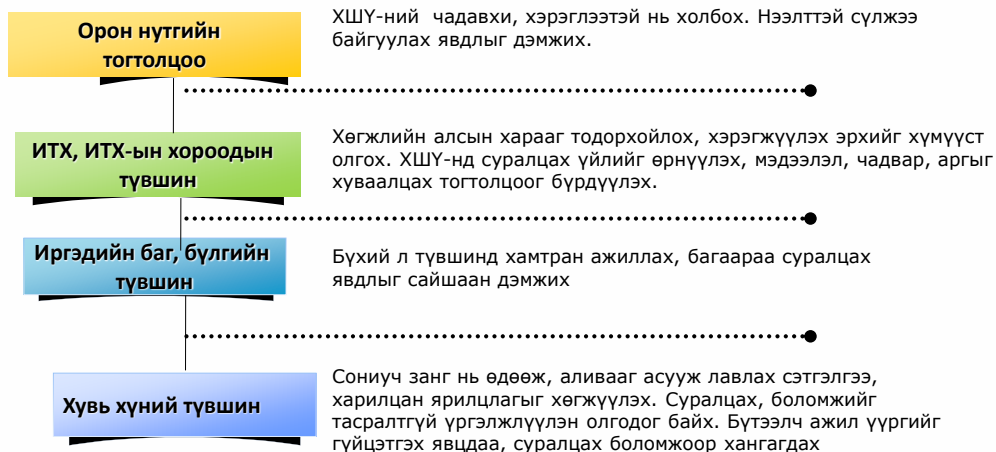 Орон нутгийн
тогтолцоо
ХШҮ-ний чадавхи, хэрэглээтэй нь холбох. Нээлттэй сүлжээ
байгуулах явдлыг дэмжих.
ИТХ, ИТХ-ын хороодын
түвшин
Хөгжлийн алсын харааг тодорхойлох, хэрэгжүүлэх эрхийг хүмүүст
олгох. ХШҮ-нд суралцах үйлийг өрнүүлэх, мэдээлэл, чадвар, аргыг
хуваалцах тогтолцоог бүрдүүлэх.
Иргэдийн баг, бүлгийн
түвшин
Бүхий л түвшинд хамтран ажиллах, багаараа суралцах
явдлыг сайшаан дэмжих
Хувь хүний түвшин
Сониуч занг нь өдөөж, аливааг асууж лавлах сэтгэлгээ,
харилцан ярилцлагыг хөгжүүлэх. Суралцах, боломжийг
тасралтгүй үргэлжлүүлэн олгодог байх. Бүтээлч ажил үүргийг
гүйцэтгэх явцдаа, суралцах боломжоор хангагдах